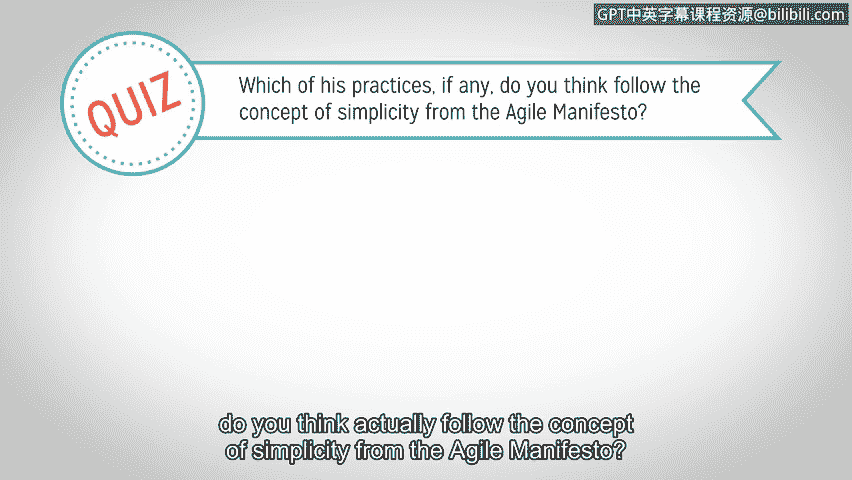 GPT中英字幕课程资源@bilibili.com
QUIZ
Which of his practices, if any, do you think follow the
concept of simplicity from the Agile Manifesto?
do you think actually follow the concept
of simplicity from the Agile Manifesto?